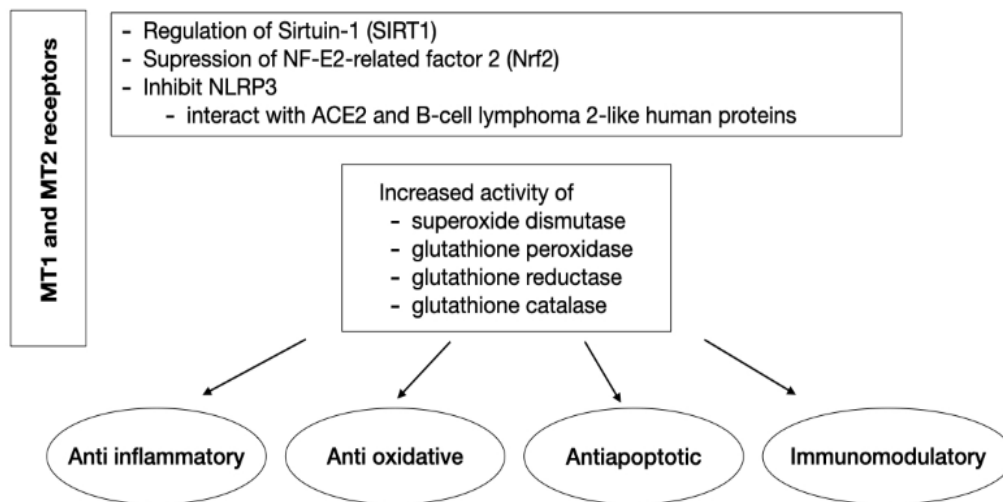 MT1 and MT2 receptors
- Regulation of Sirtuin-1 (SIRT1)
- Supression of NF-E2-related factor 2 (Nrf2)
- Inhibit NLRP3
- interact with ACE2 and B-cell lymphoma 2-like human proteins
Increased activity of
- superoxide dismutase
- glutathione peroxidase
- glutathione reductase
- glutathione catalase
Anti inflammatory
Anti oxidative
Antiapoptotic
Immunomodulatory